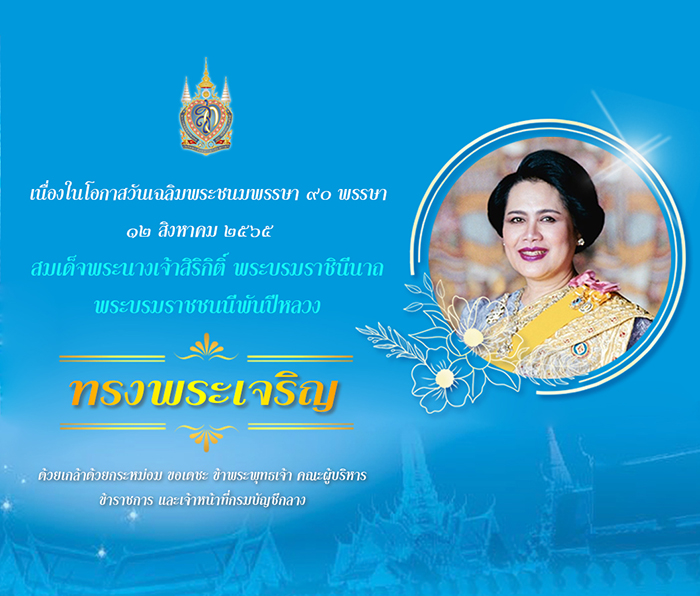 เนื่องในโอกาสวันเฉลิมพระชนมพรรษา ๙๐ พรรษา
๑๒ สิงหาคม ๒๕๖๕
สมเด็จพระนางเจ้าสิริกิติ์ พระบรมราชินีนาถ
พระบรมราชชนนีพันปีหลวง
ทรงพระเจริญ
ด้วยเกล้าด้วยกระหม่อม ขอเดชะ ข้าพระพุทธเจ้า คณะผู้บริหาร
ข้าราชการ และเจ้าหน้าที่กรมบัญชีกลาง